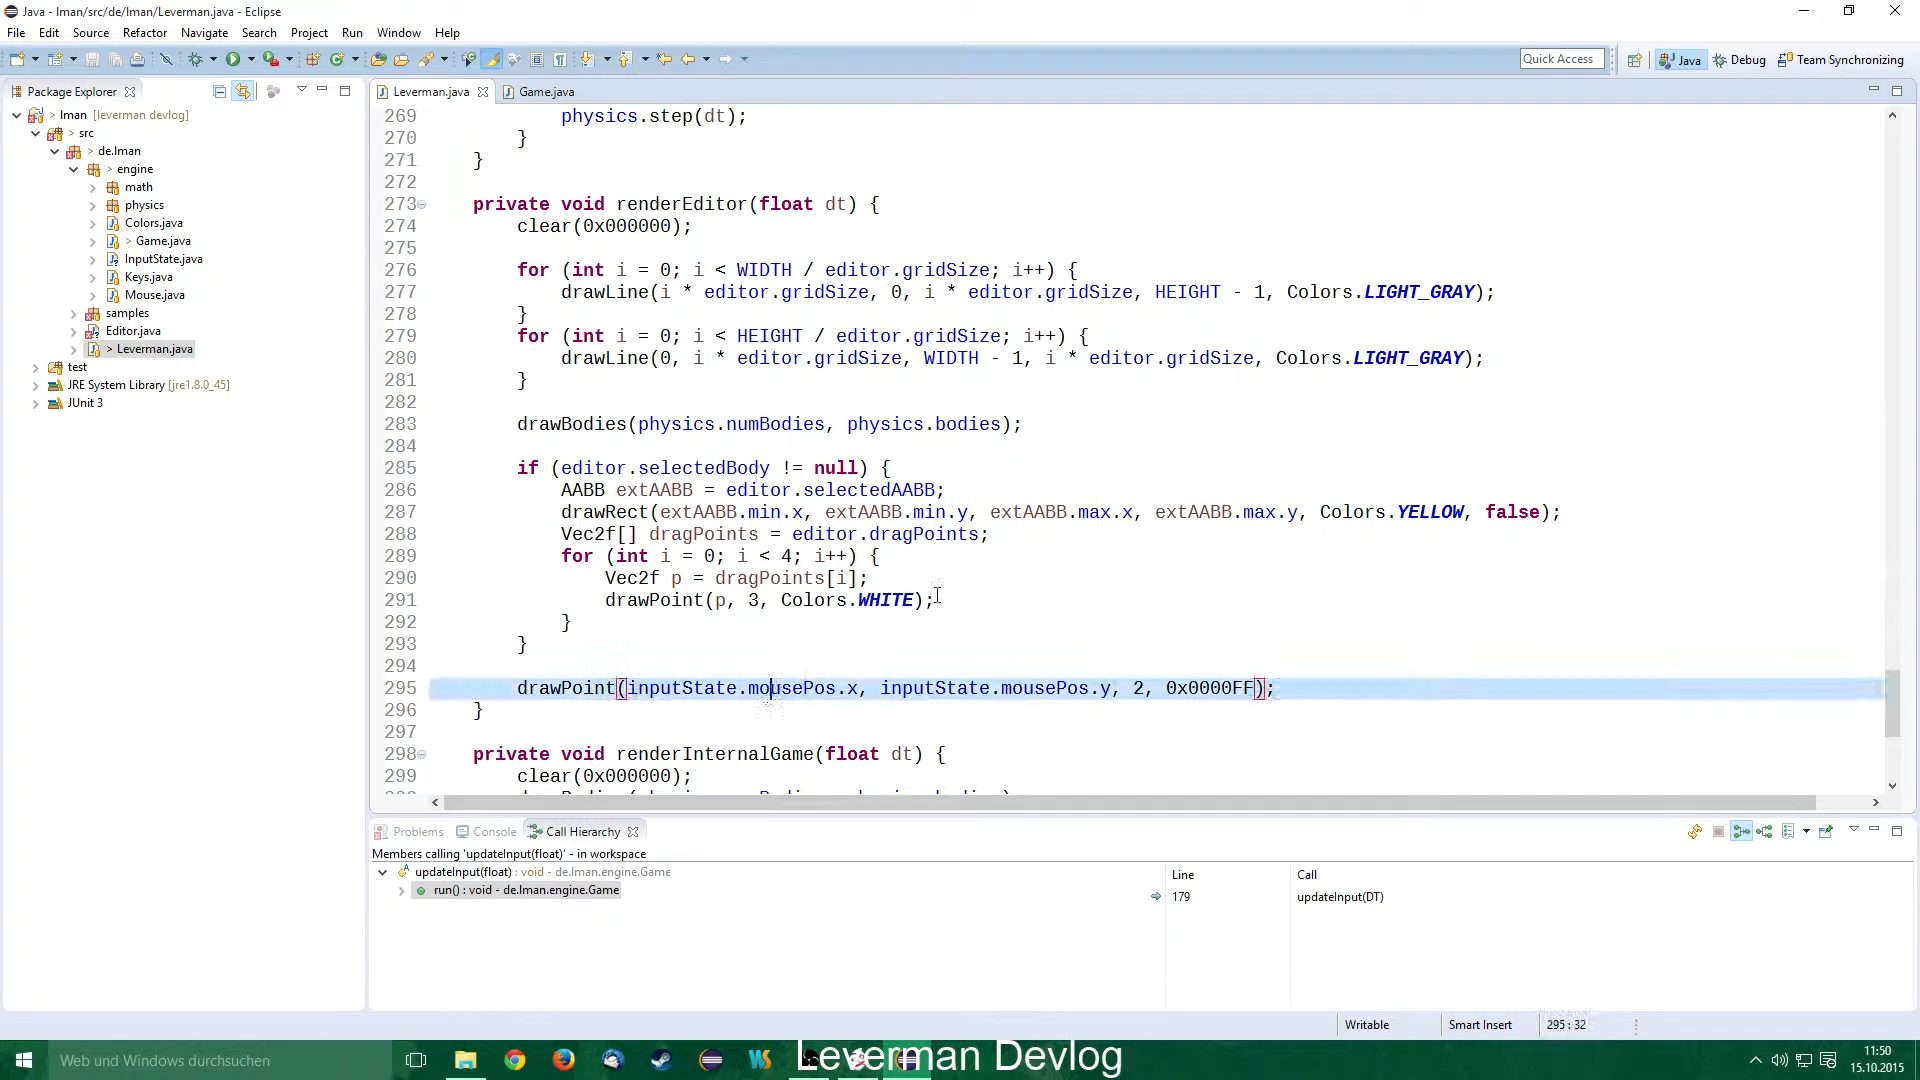 Java - lman/src/de/lman/Leverman.java - Eclipse
File Edit Source Refactor Navigate Search Project Run Window Help
Quick Access Java Debug Team Synchronizing
Package Explorer
> lman [leverman devlog]
> src
> de.lman
> engine
math
physics
Colors.java
> Game.java
InputState.java
Keys.java
Mouse.java
samples
Editor.java
> Leverman.java
test
JRE System Library [jre1.8.0_45]
JUnit 3
Leverman.java Game.java
269 physics.step(dt);
270 }
271 }
272
273 private void renderEditor(float dt) {
274 clear(0x000000);
275
276 for (int i = 0; i < WIDTH / editor.gridSize; i++) {
277 drawLine(i * editor.gridSize, 0, i * editor.gridSize, HEIGHT - 1, Colors.LIGHT_GRAY);
278 }
279 for (int i = 0; i < HEIGHT / editor.gridSize; i++) {
280 drawLine(0, i * editor.gridSize, WIDTH - 1, i * editor.gridSize, Colors.LIGHT_GRAY);
281 }
282
283 drawBodies(physics.numBodies, physics.bodies);
284
285 if (editor.selectedBody != null) {
286 AABB extAABB = editor.selectedAABB;
287 drawRect(extAABB.min.x, extAABB.min.y, extAABB.max.x, extAABB.max.y, Colors.YELLOW, false);
288 Vec2f[] dragPoints = editor.dragPoints;
289 for (int i = 0; i < 4; i++) {
290 Vec2f p = dragPoints[i];
291 drawPoint(p, 3, Colors.WHITE);
292 }
293 }
294
295 drawPoint(inputState.mousePos.x, inputState.mousePos.y, 2, 0x0000FF);
296 }
297
298 private void renderInternalGame(float dt) {
299 clear(0x000000);
Problems Console Call Hierarchy
Members calling 'updateInput(float)' - in workspace
updateInput(float) : void - de.lman.engine.Game
run() : void - de.lman.engine.Game
Line Call
179 updateInput(DT)
Writable Smart Insert 295 : 32
Web und Windows durchsuchen
Leverman Devlog
11:50
15.10.2015